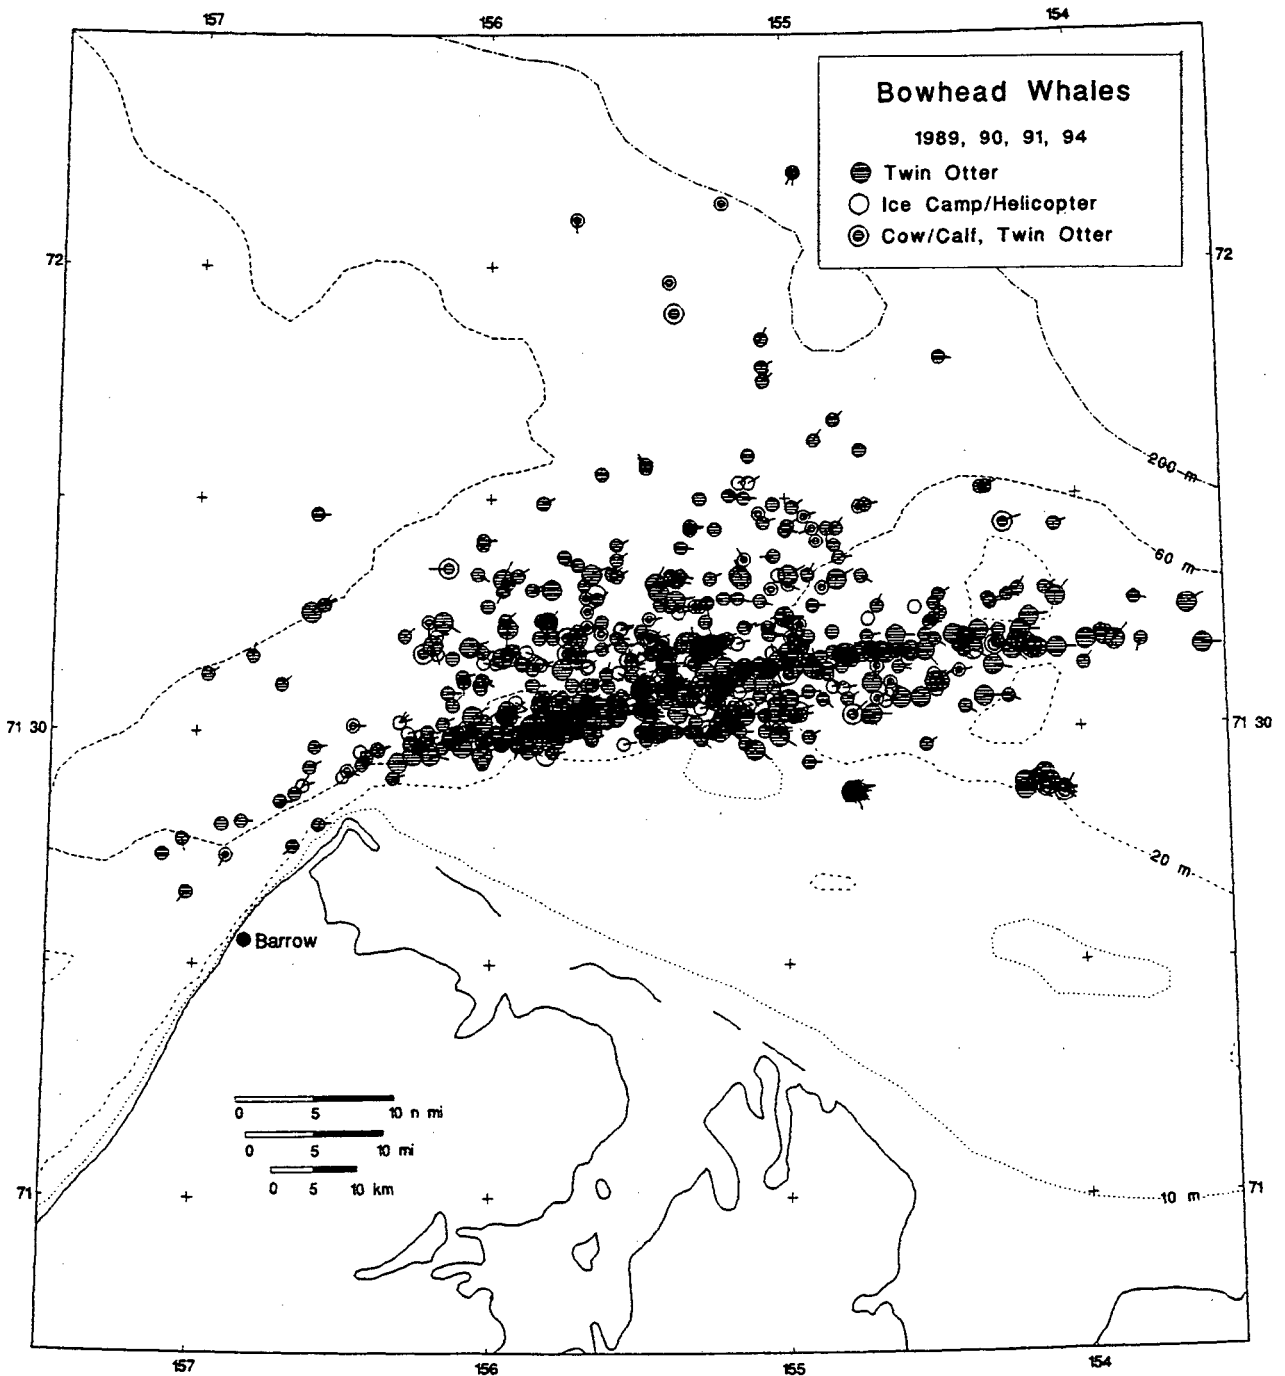 157 156 155 154
Bowhead Whales
1989, 90, 91, 94
Twin Otter
Ice Camp/Helicopter
Cow/Calf, Twin Otter
72 72
200 m
60 m
71 30 71 30
20 m
Barrow
0 5 10 n mi
0 5 10 mi
0 5 10 km
71 71
10 m
157 156 155 154